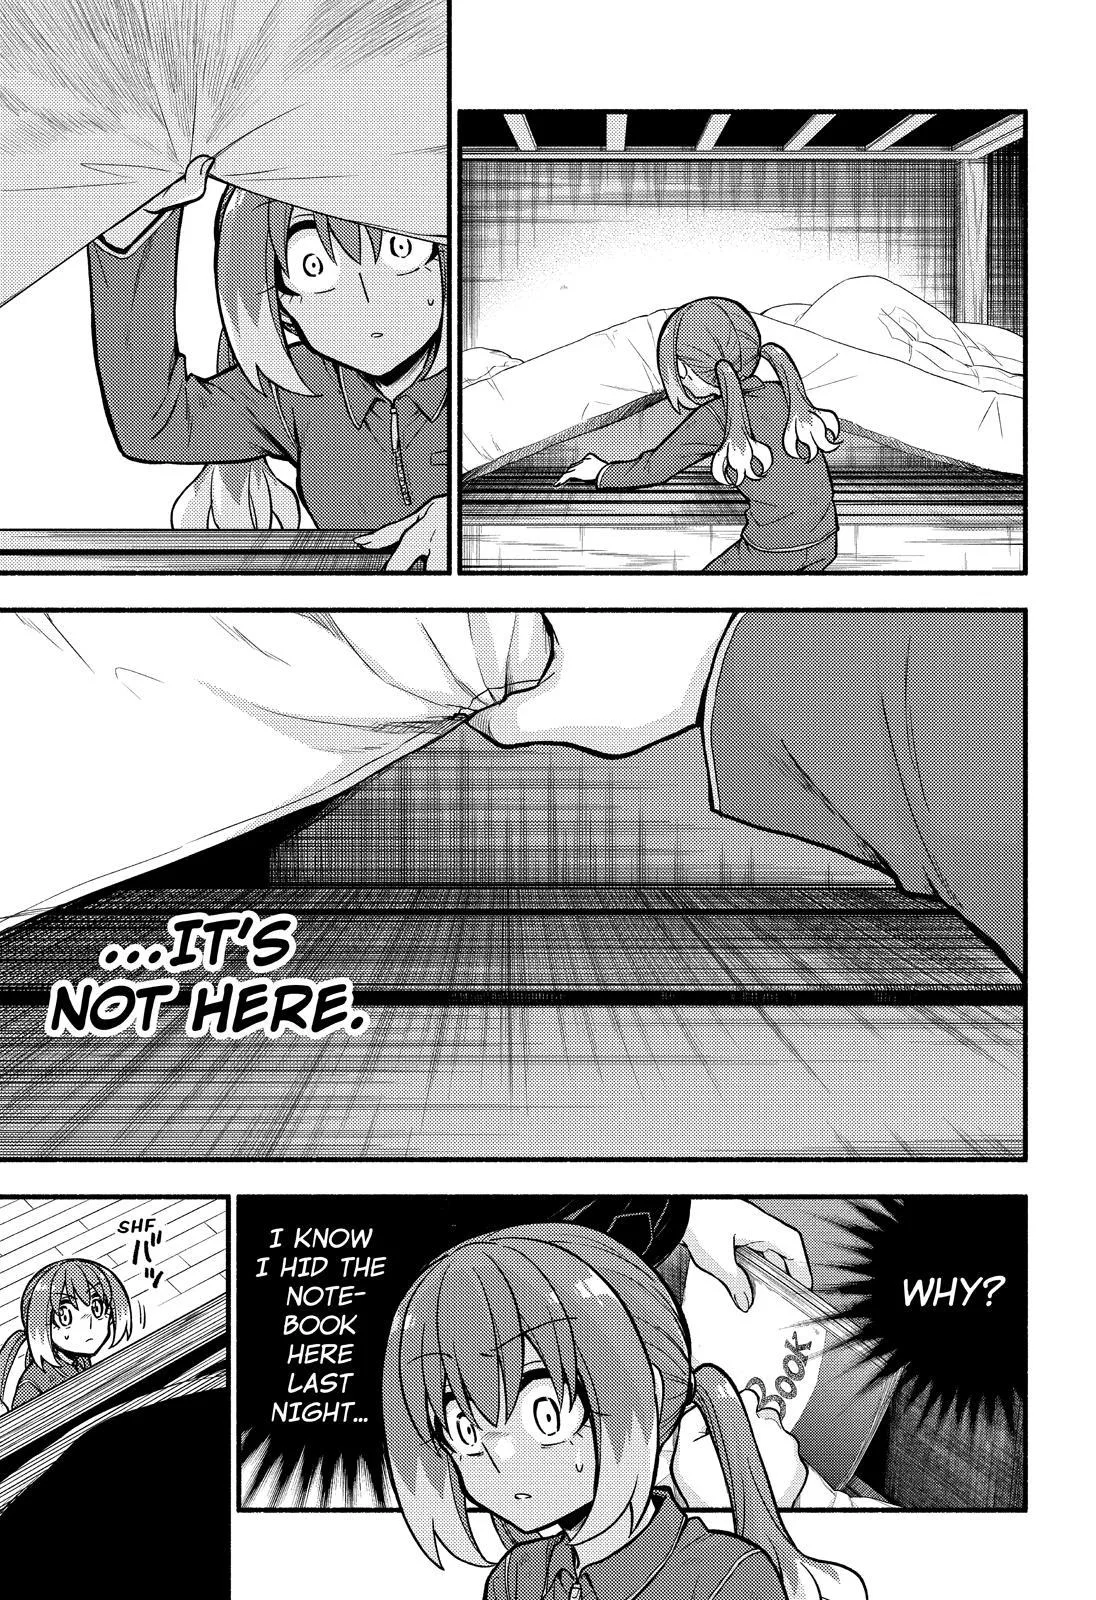 ...IT'S
NOT HERE.
WHY?
Book
I KNOW
I HID THE
NOTE-
BOOK
HERE
LAST
NIGHT...
SHF
バッ